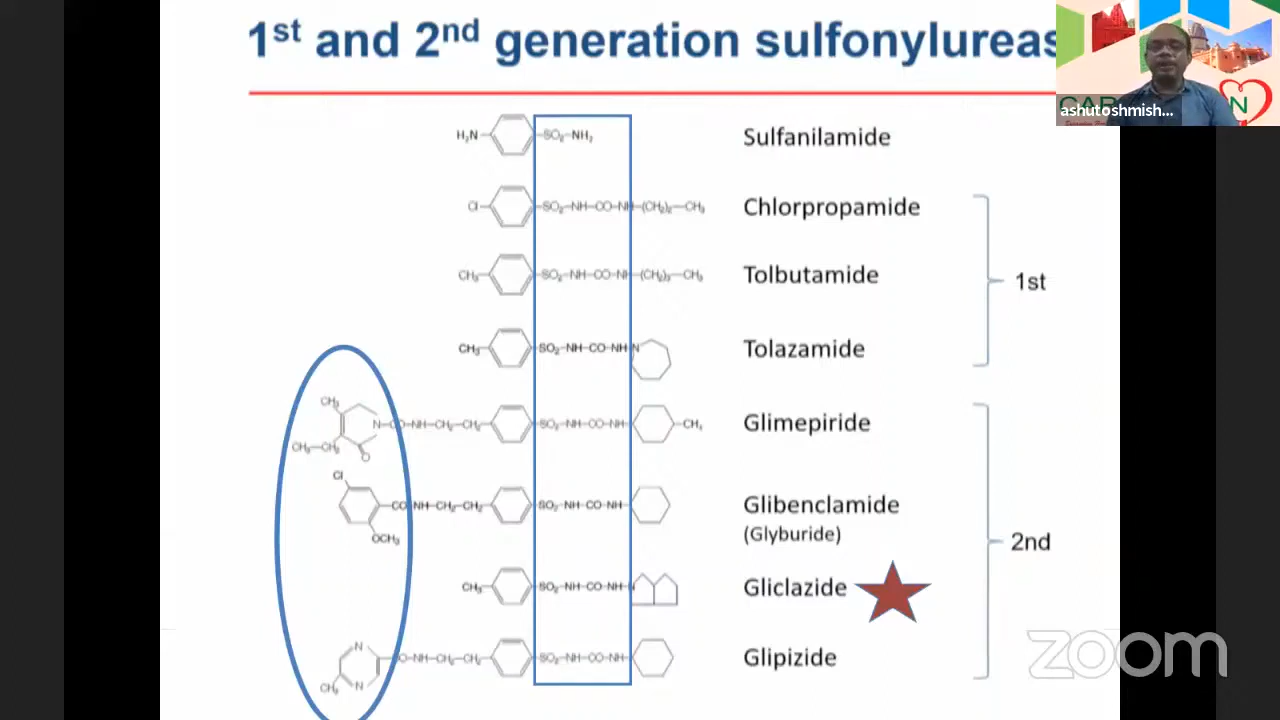 1st and 2nd generation sulfonylureas
ashutoshmish...
H2N SO2-NH2 Sulfanilamide
Cl SO2-NH-CO-NH-(CH2)2-CH3 Chlorpropamide
CH3 SO2-NH-CO-NH-(CH2)3-CH3 Tolbutamide
1st
CH3 SO2-NH-CO-NH N Tolazamide
CH3
N-CO-NH-CH2-CH2 SO2-NH-CO-NH CH3 Glimepiride
CH3-CH2
O
Cl
CO-NH-CH2-CH2 SO2-NH-CO-NH Glibenclamide
(Glyburide)
OCH3
2nd
CH3 SO2-NH-CO-NH Gliclazide
N
CO-NH-CH2-CH2 SO2-NH-CO-NH Glipizide
CH3 N
zoom